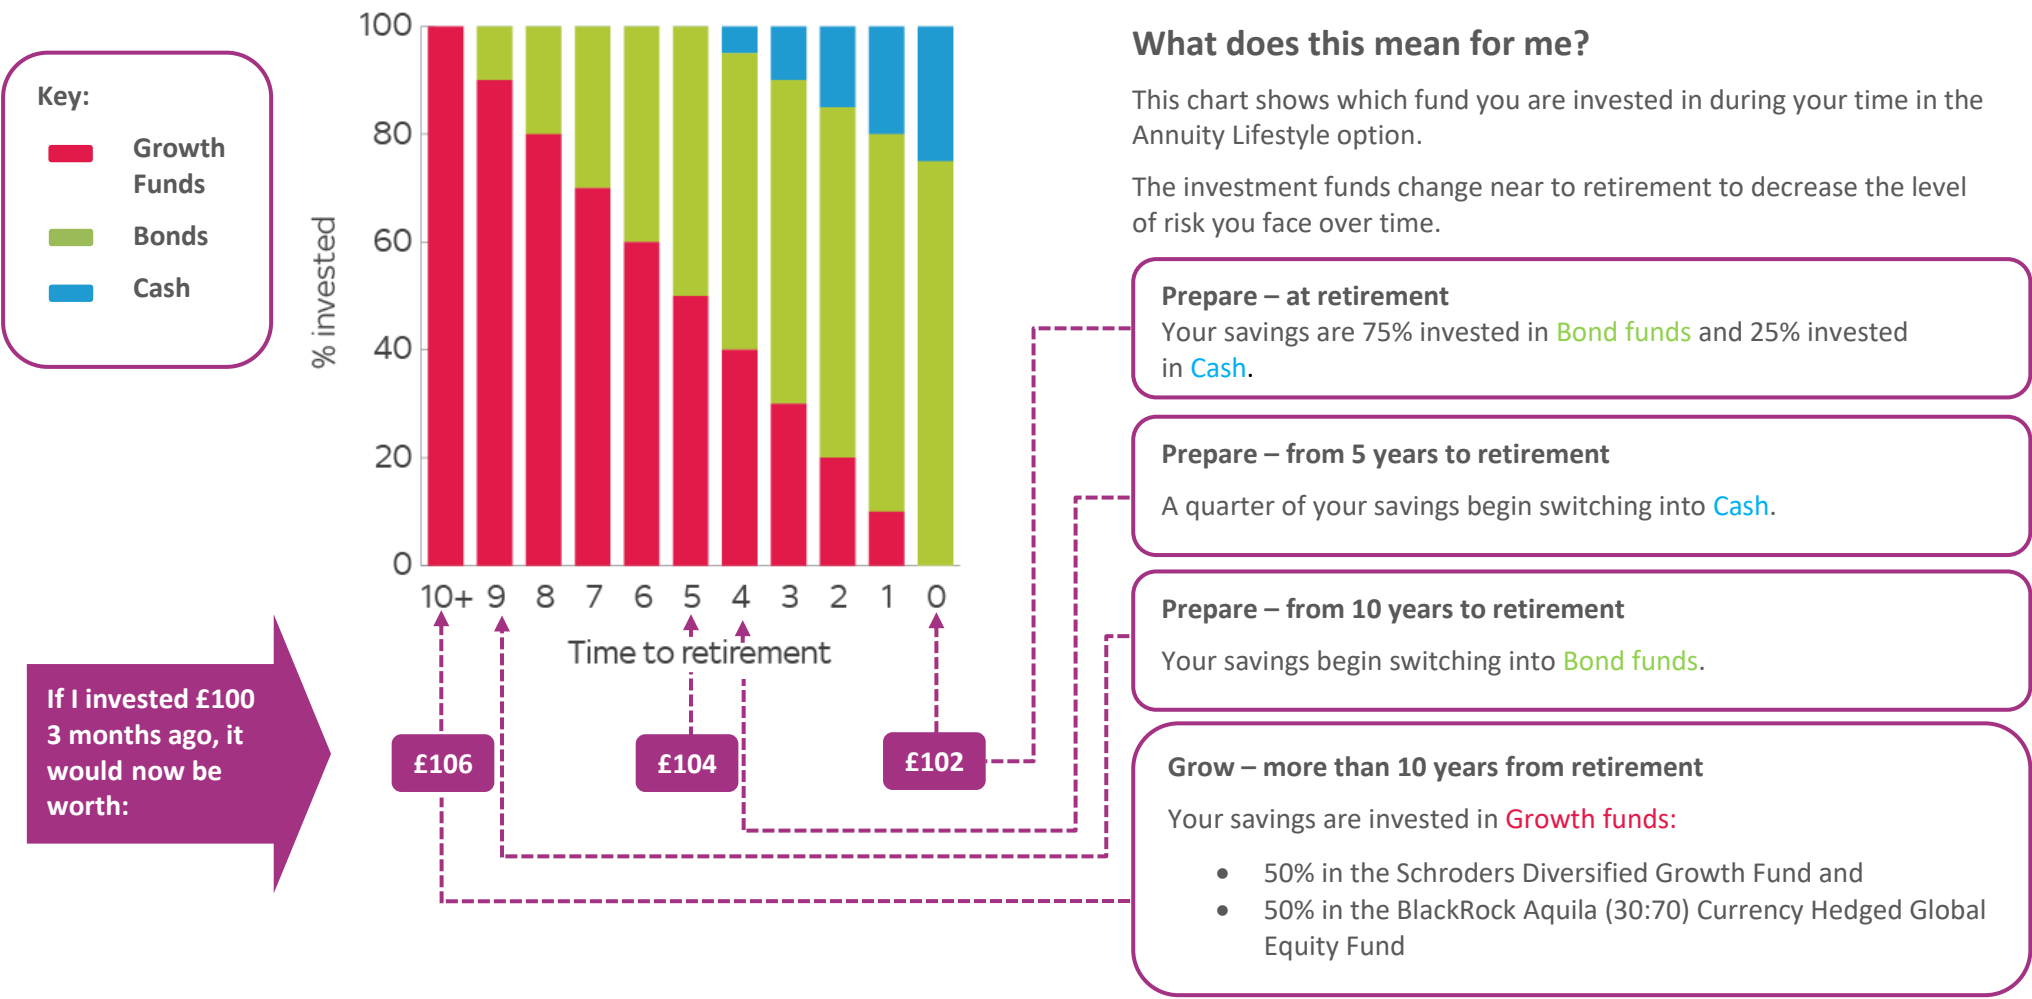 Key:
Growth
Funds
Bonds
Cash
% invested
100
80
60
40
20
0
10+ 9 8 7 6 5 4 3 2 1 0
Time to retirement
If I invested £100
3 months ago, it
would now be
worth:
£106
£104
£102
What does this mean for me?
This chart shows which fund you are invested in during your time in the
Annuity Lifestyle option.
The investment funds change near to retirement to decrease the level
of risk you face over time.
Prepare – at retirement
Your savings are 75% invested in Bond funds and 25% invested
in Cash.
Prepare – from 5 years to retirement
A quarter of your savings begin switching into Cash.
Prepare – from 10 years to retirement
Your savings begin switching into Bond funds.
Grow – more than 10 years from retirement
Your savings are invested in Growth funds:
• 50% in the Schroders Diversified Growth Fund and
• 50% in the BlackRock Aquila (30:70) Currency Hedged Global
Equity Fund